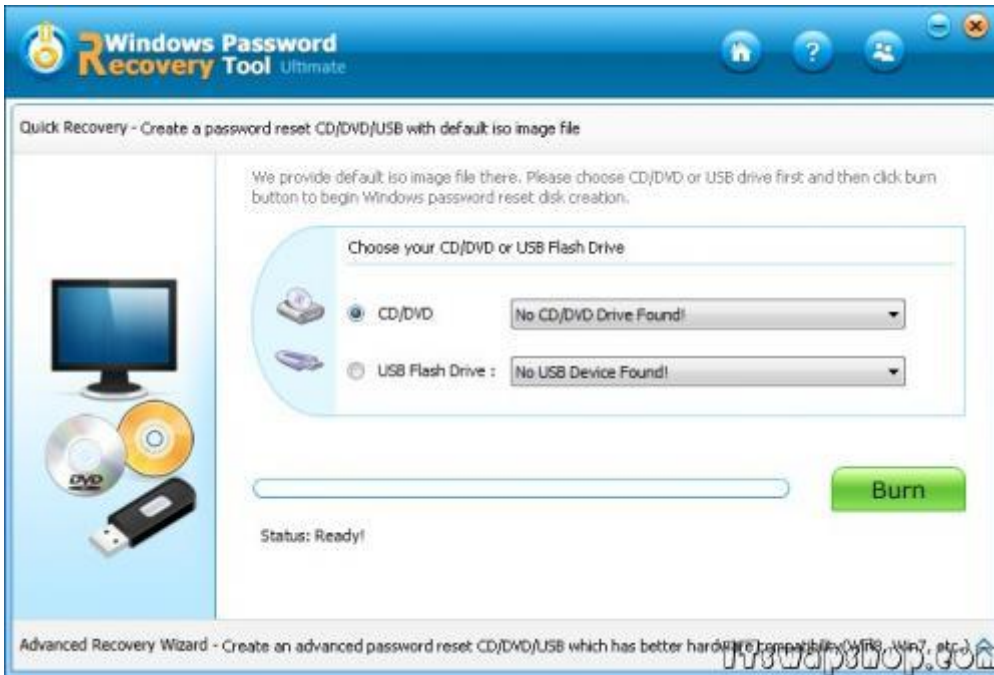 Windows Password
Recovery Tool Ultimate
Quick Recovery - Create a password reset CD/DVD/USB with default iso image file
We provide default iso image file there. Please choose CD/DVD or USB drive first and then click burn
button to begin Windows password reset disk creation.
Choose your CD/DVD or USB Flash Drive
CD/DVD
No CD/DVD Drive Found!
USB Flash Drive :
No USB Device Found!
DVD
Burn
Status: Ready!
Advanced Recovery Wizard - Create an advanced password reset CD/DVD/USB which has better hardware compatibility(Win8, Win7, etc.)